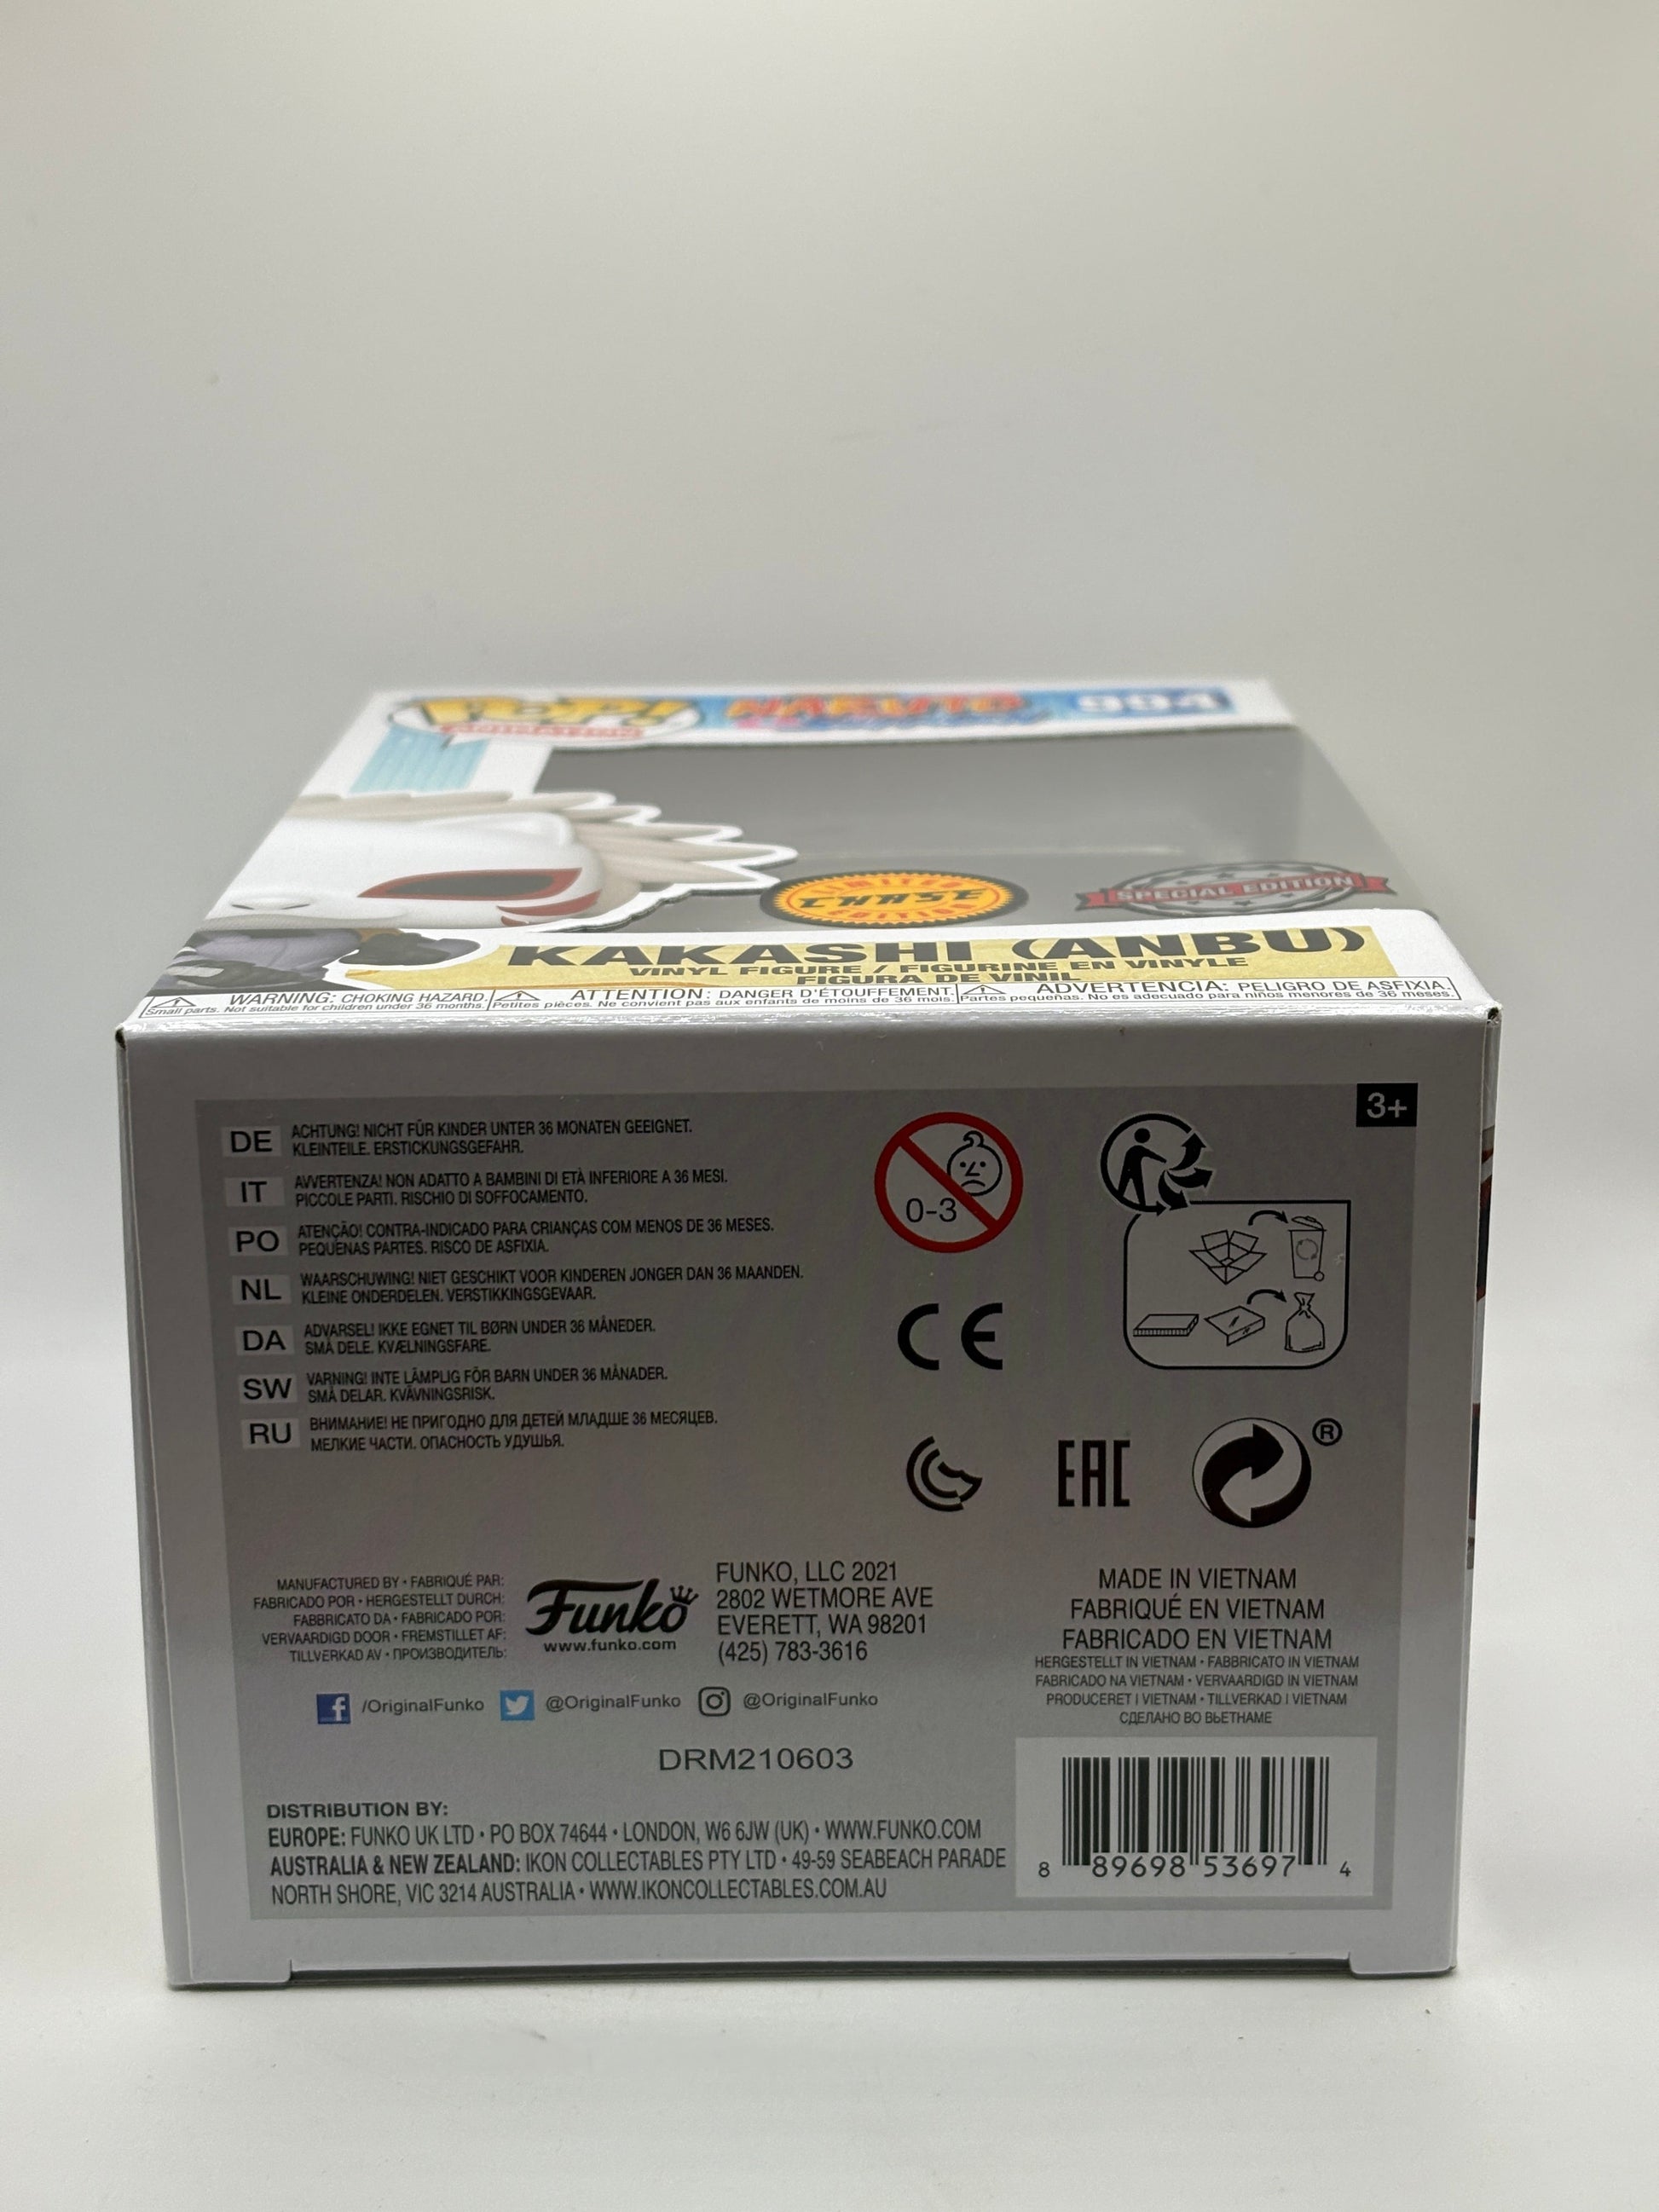 POP!
ANIMATION
NARUTO
Shippuden
994
LIMITED
CHASE
EDITION
SPECIAL EDITION
KAKASHI (ANBU)
VINYL FIGURE / FIGURINE EN VINYLE
FIGURA DE VINIL
WARNING: CHOKING HAZARD.
Small parts. Not suitable for children under 36 months.
ATTENTION: DANGER D'ÉTOUFFEMENT.
Petites pièces. Ne convient pas aux enfants de moins de 36 mois.
ADVERTENCIA: PELIGRO DE ASFIXIA.
Partes pequeñas. No es adecuado para niños menores de 36 meses.
3+
DE ACHTUNG! NICHT FÜR KINDER UNTER 36 MONATEN GEEIGNET.
KLEINTEILE. ERSTICKUNGSGEFAHR.
IT AVVERTENZA! NON ADATTO A BAMBINI DI ETÀ INFERIORE A 36 MESI.
PICCOLE PARTI. RISCHIO DI SOFFOCAMENTO.
PO ATENÇÃO! CONTRA-INDICADO PARA CRIANÇAS COM MENOS DE 36 MESES.
PEQUENAS PARTES. RISCO DE ASFIXIA.
NL WAARSCHUWING! NIET GESCHIKT VOOR KINDEREN JONGER DAN 36 MAANDEN.
KLEINE ONDERDELEN. VERSTIKKINGSGEVAAR.
DA ADVARSEL! IKKE EGNET TIL BØRN UNDER 36 MÅNEDER.
SMÅ DELE. KVÆLNINGSFARE.
SW VARNING! INTE LÄMPLIG FÖR BARN UNDER 36 MÅNADER.
SMÅ DELAR. KVÄVNINGSRISK.
RU ВНИМАНИЕ! НЕ ПРИГОДНО ДЛЯ ДЕТЕЙ МЛАДШЕ 36 МЕСЯЦЕВ.
МЕЛКИЕ ЧАСТИ. ОПАСНОСТЬ УДУШЬЯ.
0-3
CE
EAC
®
MANUFACTURED BY • FABRIQUÉ PAR:
FABRICADO POR • HERGESTELLT DURCH:
FABBRICATO DA • FABRICADO POR:
VERVAARDIGD DOOR • FREMSTILLET AF:
TILLVERKAD AV • ПРОИЗВОДИТЕЛЬ:
Funko
www.funko.com
FUNKO, LLC 2021
2802 WETMORE AVE
EVERETT, WA 98201
(425) 783-3616
MADE IN VIETNAM
FABRIQUÉ EN VIETNAM
FABRICADO EN VIETNAM
HERGESTELLT IN VIETNAM • FABBRICATO IN VIETNAM
FABRICADO NA VIETNAM • VERVAARDIGD IN VIETNAM
PRODUCERET I VIETNAM • TILLVERKAD I VIETNAM
СДЕЛАНО ВО ВЬЕТНАМЕ
/OriginalFunko @OriginalFunko @OriginalFunko
DRM210603
DISTRIBUTION BY:
EUROPE: FUNKO UK LTD • PO BOX 74644 • LONDON, W6 6JW (UK) • WWW.FUNKO.COM
AUSTRALIA & NEW ZEALAND: IKON COLLECTABLES PTY LTD • 49-59 SEABEACH PARADE
NORTH SHORE, VIC 3214 AUSTRALIA • WWW.IKONCOLLECTABLES.COM.AU
8 89698 53697 4